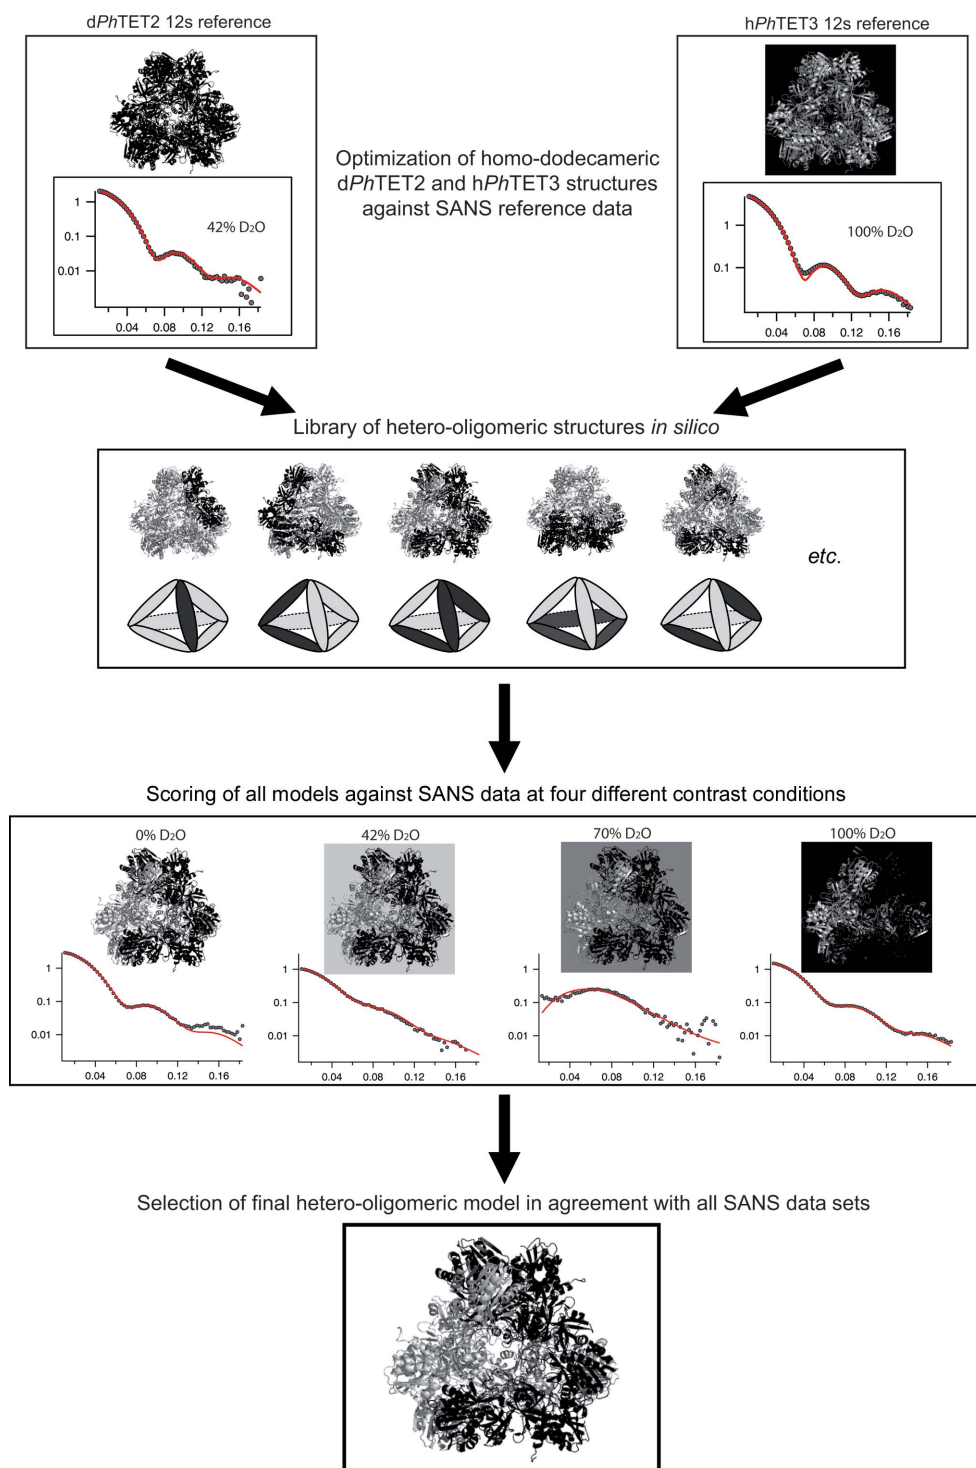 dPhTET2 12s reference
hPhTET3 12s reference
Optimization of homo-dodecameric
dPhTET2 and hPhTET3 structures
against SANS reference data
1
0.1
0.01
42% D2O
0.04 0.08 0.12 0.16
1
0.1
100% D2O
0.04 0.08 0.12 0.16
Library of hetero-oligomeric structures in silico
etc.
Scoring of all models against SANS data at four different contrast conditions
0% D2O
42% D2O
70% D2O
100% D2O
1
0.1
0.01
0.04 0.08 0.12 0.16
1
0.1
0.01
0.04 0.08 0.12 0.16
1
0.1
0.01
0.04 0.08 0.12 0.16
1
0.1
0.01
0.04 0.08 0.12 0.16
Selection of final hetero-oligomeric model in agreement with all SANS data sets